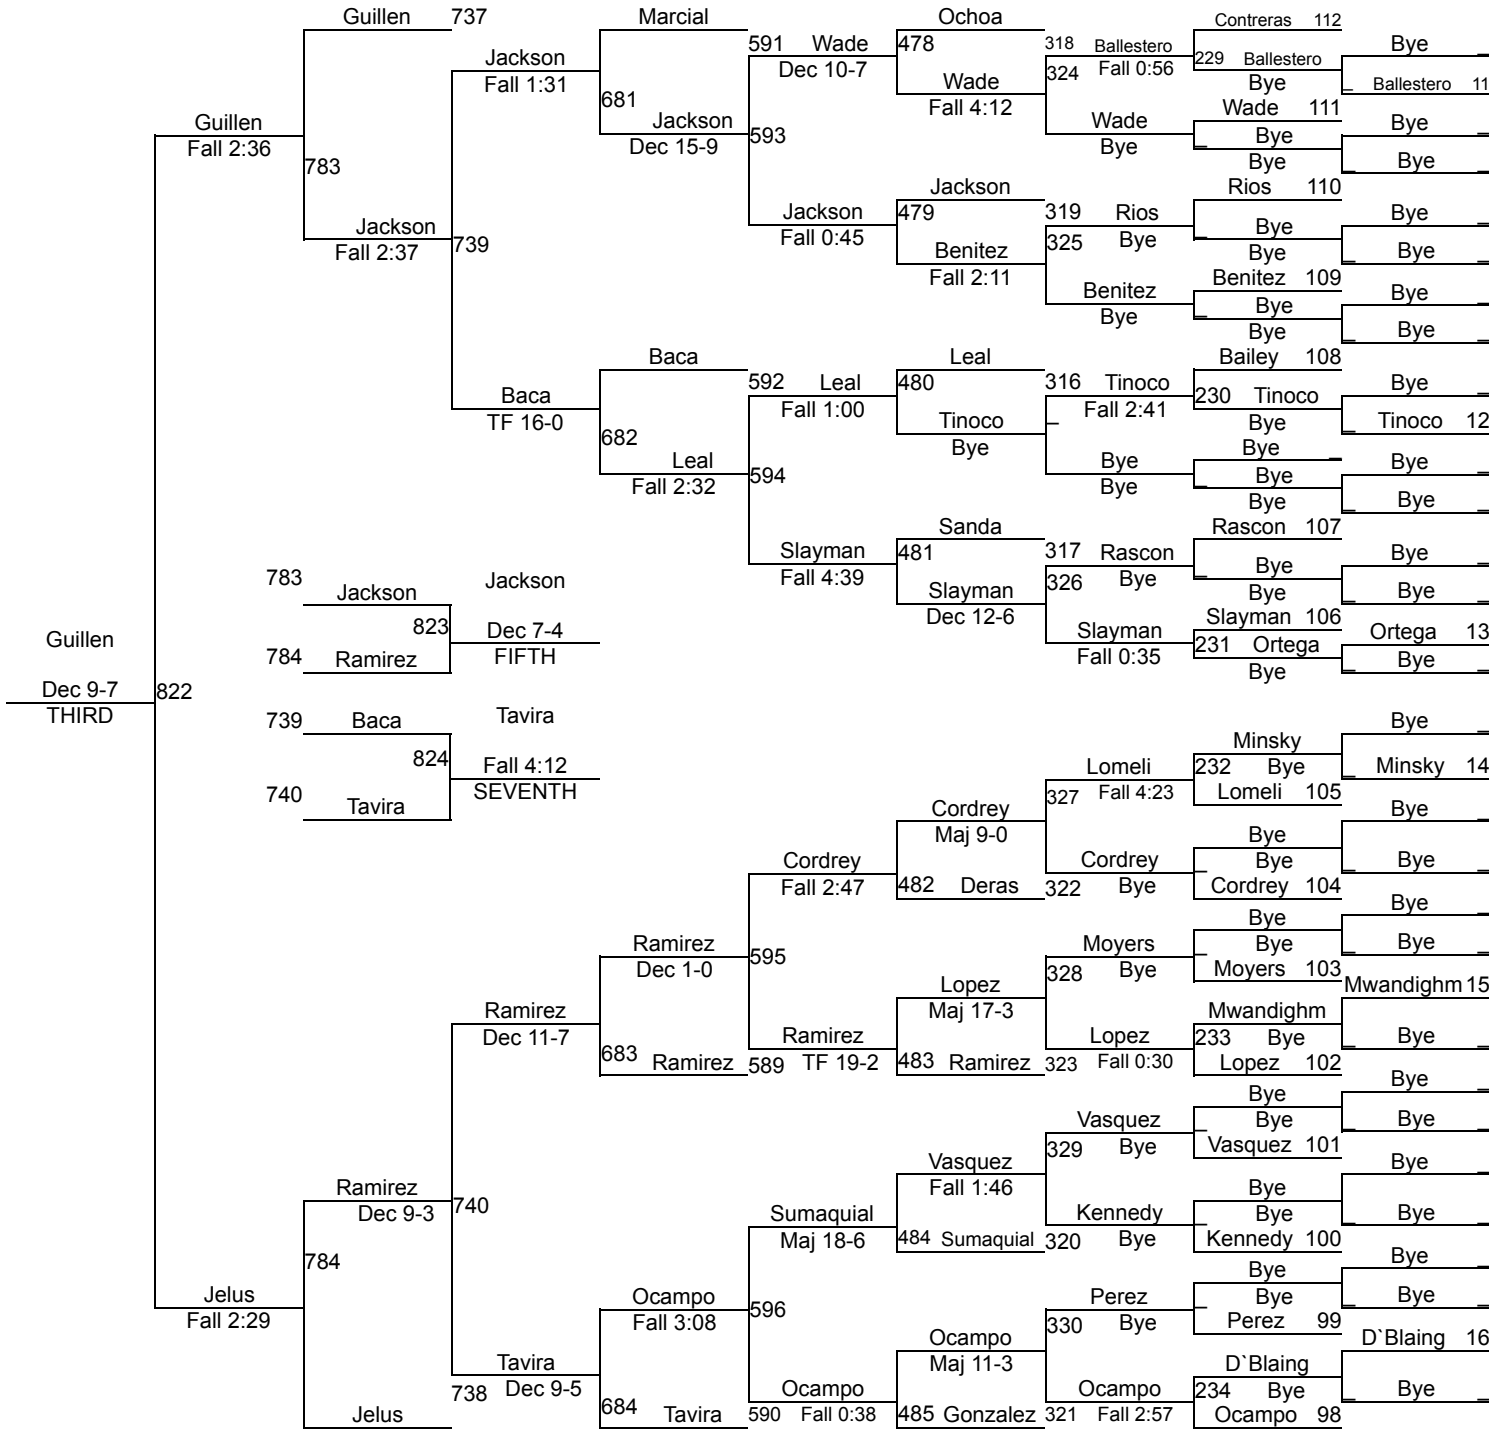 Guillen 737 Marcial Ochoa Contreras 112
591 Wade 478 318 Ballestero Bye _
Jackson Dec 10-7 324 Fall 0:56 229 Ballestero
Fall 1:31 Wade Bye _ Ballestero 11
681 Fall 4:12 Wade 111
Guillen Jackson 593 Wade _ Bye Bye _
Fall 2:36 Dec 15-9 Bye Bye _ Bye _
783 Jackson Rios 110
Jackson 479 319 Rios Bye _
Jackson 739 Fall 0:45 325 Bye _ Bye
Fall 2:37 Benitez Bye _ Bye _
Fall 2:11 Benitez Benitez 109 Bye _
Bye _ Bye
Bye _ Bye _
Baca Leal Bailey 108
592 Leal 480 316 Tinoco Bye _
Baca Fall 1:00 Fall 2:41 230 Tinoco
TF 16-0 Tinoco _ Bye _ Tinoco 12
682 Bye Bye _
Leal Bye _ Bye Bye _
Fall 2:32 594 Bye Bye _ Bye _
Sanda Rascon 107
Slayman 481 317 Rascon Bye _
783 Jackson Jackson Fall 4:39 326 Bye _ Bye
Slayman Bye _ Bye _
823 Dec 7-4 Dec 12-6 Slayman Slayman 106 Ortega 13
Guillen FIFTH Fall 0:35 231 Ortega
784 Ramirez Bye _ Bye _
Dec 9-7 822
THIRD
739 Baca Tavira Bye _
824 Fall 4:12 Lomeli Minsky
SEVENTH 327 Fall 4:23 232 Bye _ Minsky 14
740 Tavira Cordrey Lomeli 105
Maj 9-0 Bye Bye _
Cordrey Cordrey _ Bye _ Bye _
Fall 2:47 482 Deras 322 Bye Cordrey 104
Bye Bye _
Ramirez 595 Moyers _ Bye _ Bye _
Dec 1-0 328 Bye Moyers 103
Lopez Mwandighm 15
Ramirez Maj 17-3 Mwandighm
Dec 11-7 Ramirez Lopez 233 Bye _ Bye _
683 Ramirez 589 TF 19-2 483 Ramirez 323 Fall 0:30 Lopez 102
Bye Bye _
Vasquez _ Bye _ Bye _
329 Bye Vasquez 101
Vasquez Bye _
Ramirez 740 Fall 1:46 Bye
Dec 9-3 Sumaquial Kennedy _ Bye _ Bye _
Maj 18-6 484 Sumaquial 320 Bye Kennedy 100
784 Bye Bye _
Jelus Ocampo 596 Perez _ Bye _ Bye _
Fall 2:29 Fall 3:08 330 Bye Perez 99
Ocampo D`Blaing 16
Tavira Maj 11-3 D`Blaing
738 Dec 9-5 Ocampo Ocampo 234 Bye _ Bye _
Jelus 684 Tavira 590 Fall 0:38 485 Gonzalez 321 Fall 2:57 Ocampo 98